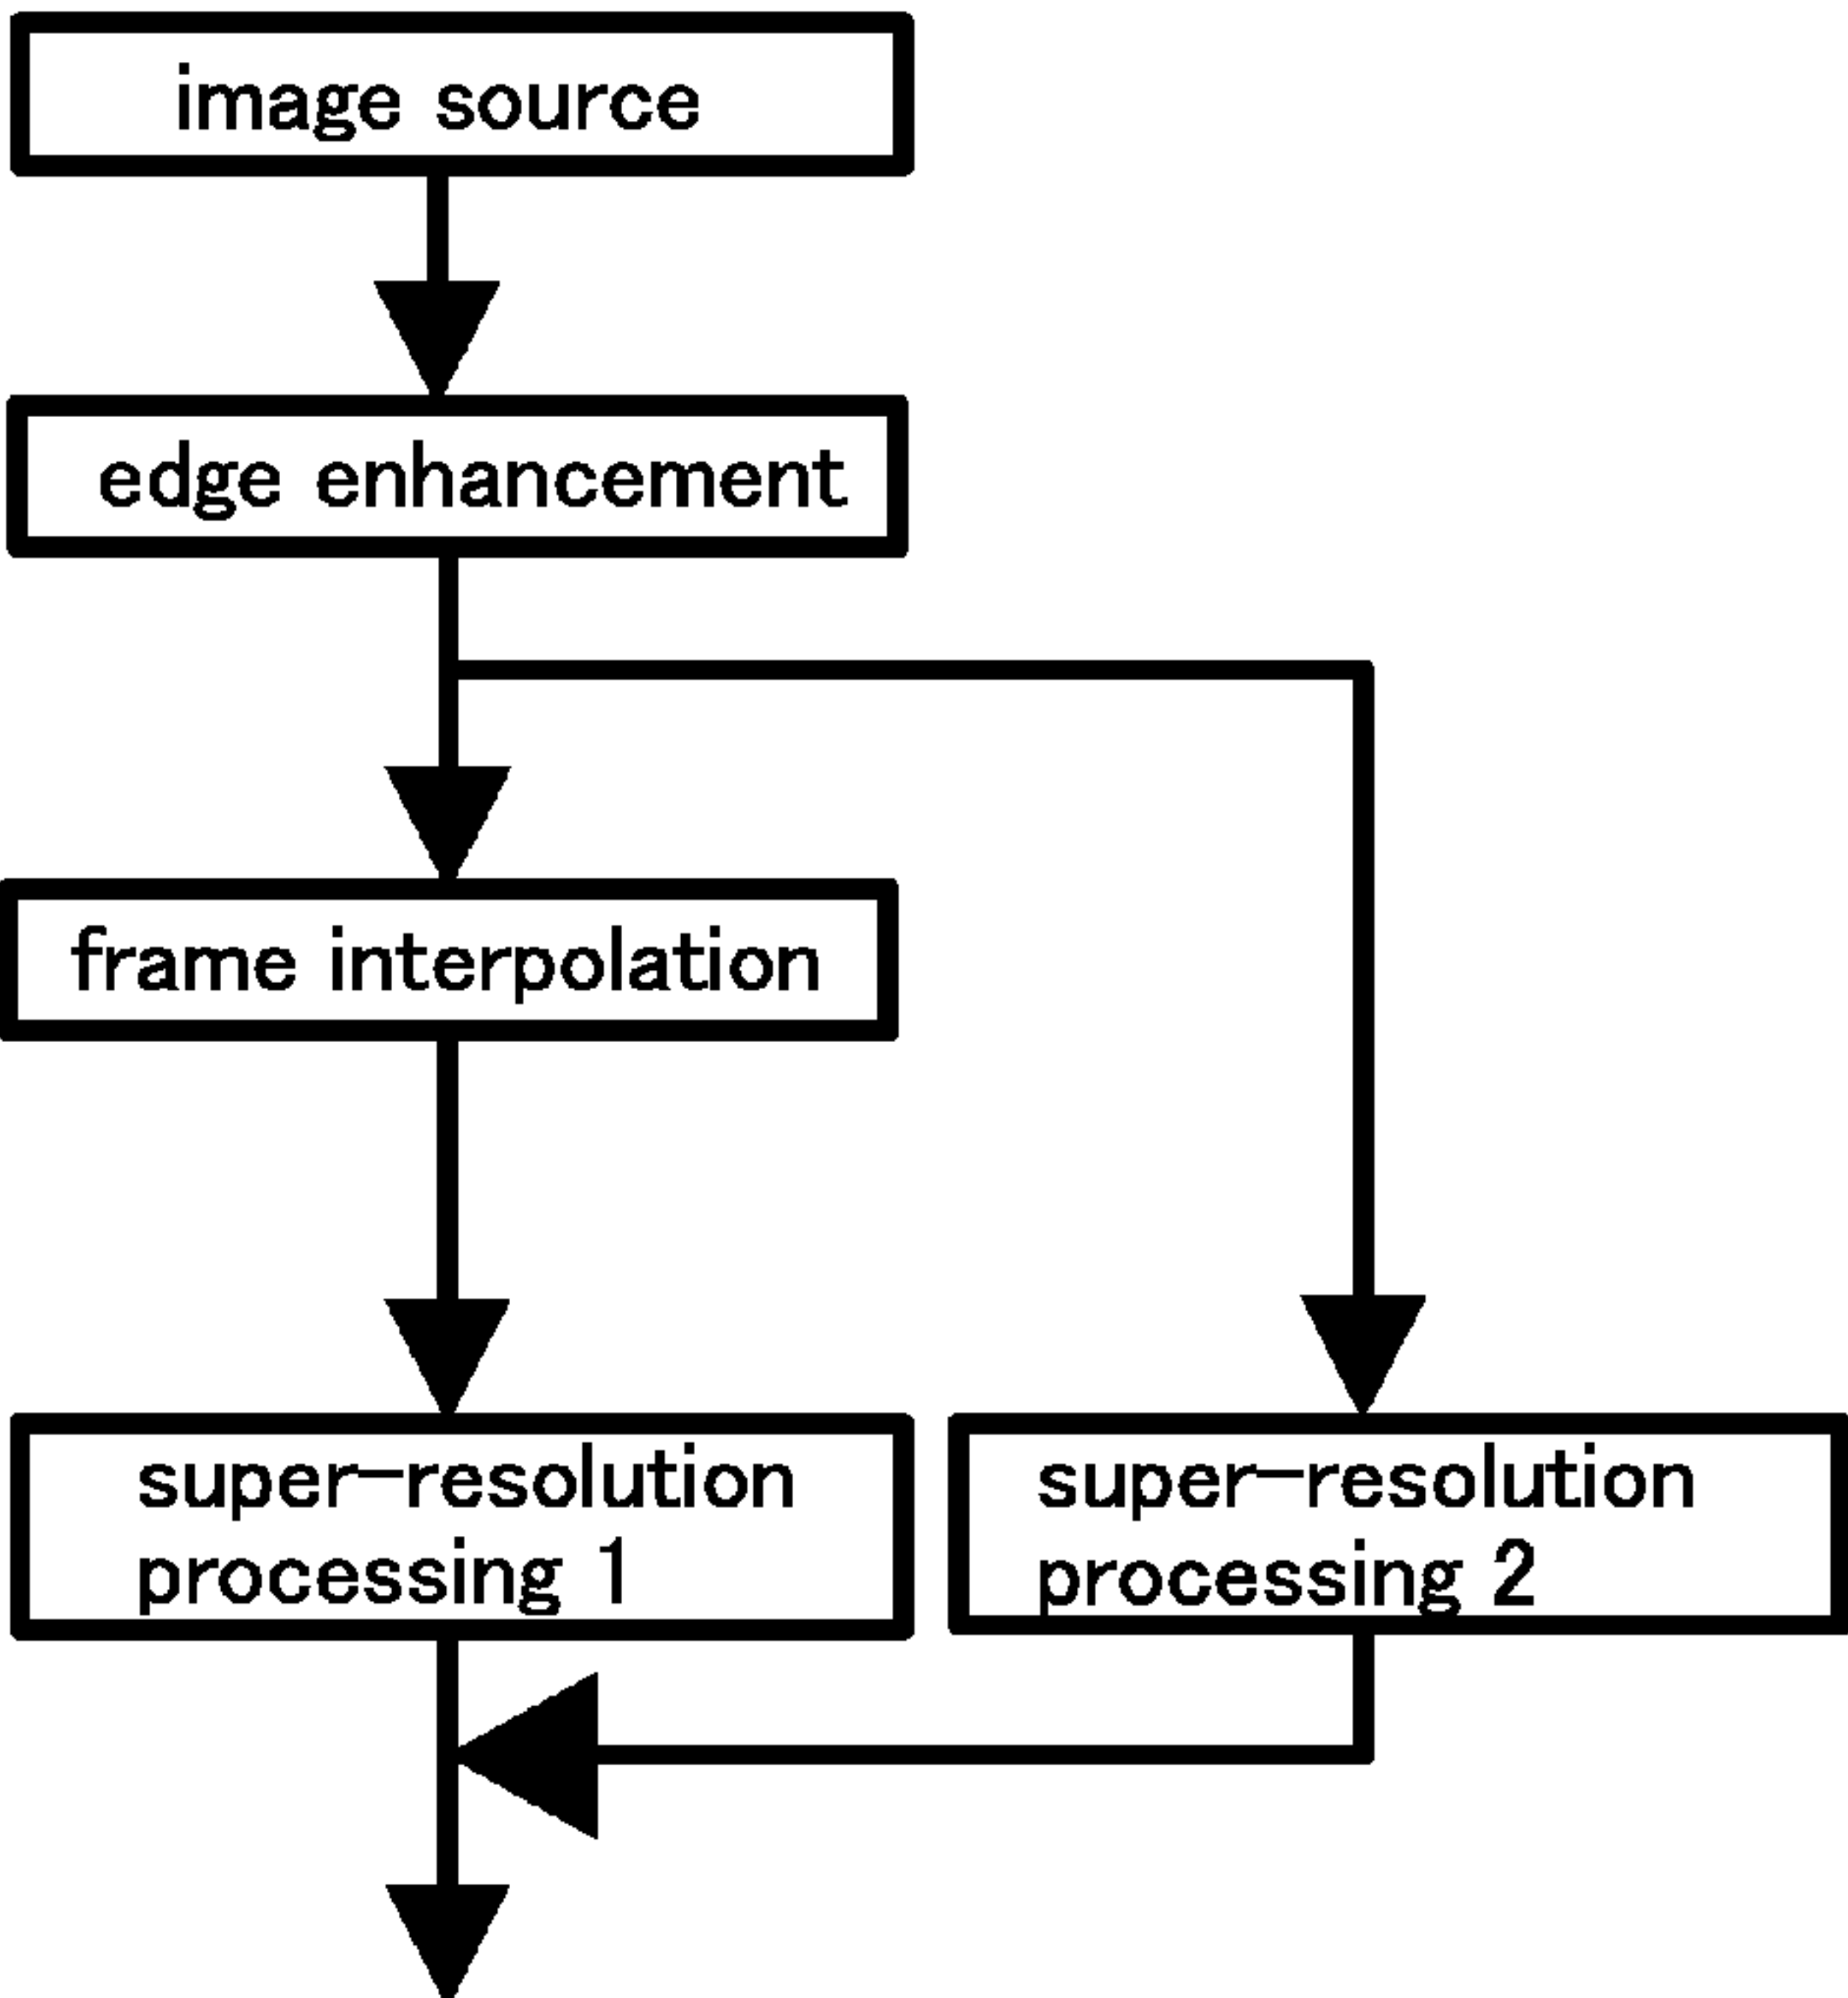 image source
edge enhancement
frame interpolation
super-resolution
processing 1
super-resolution
processing 2